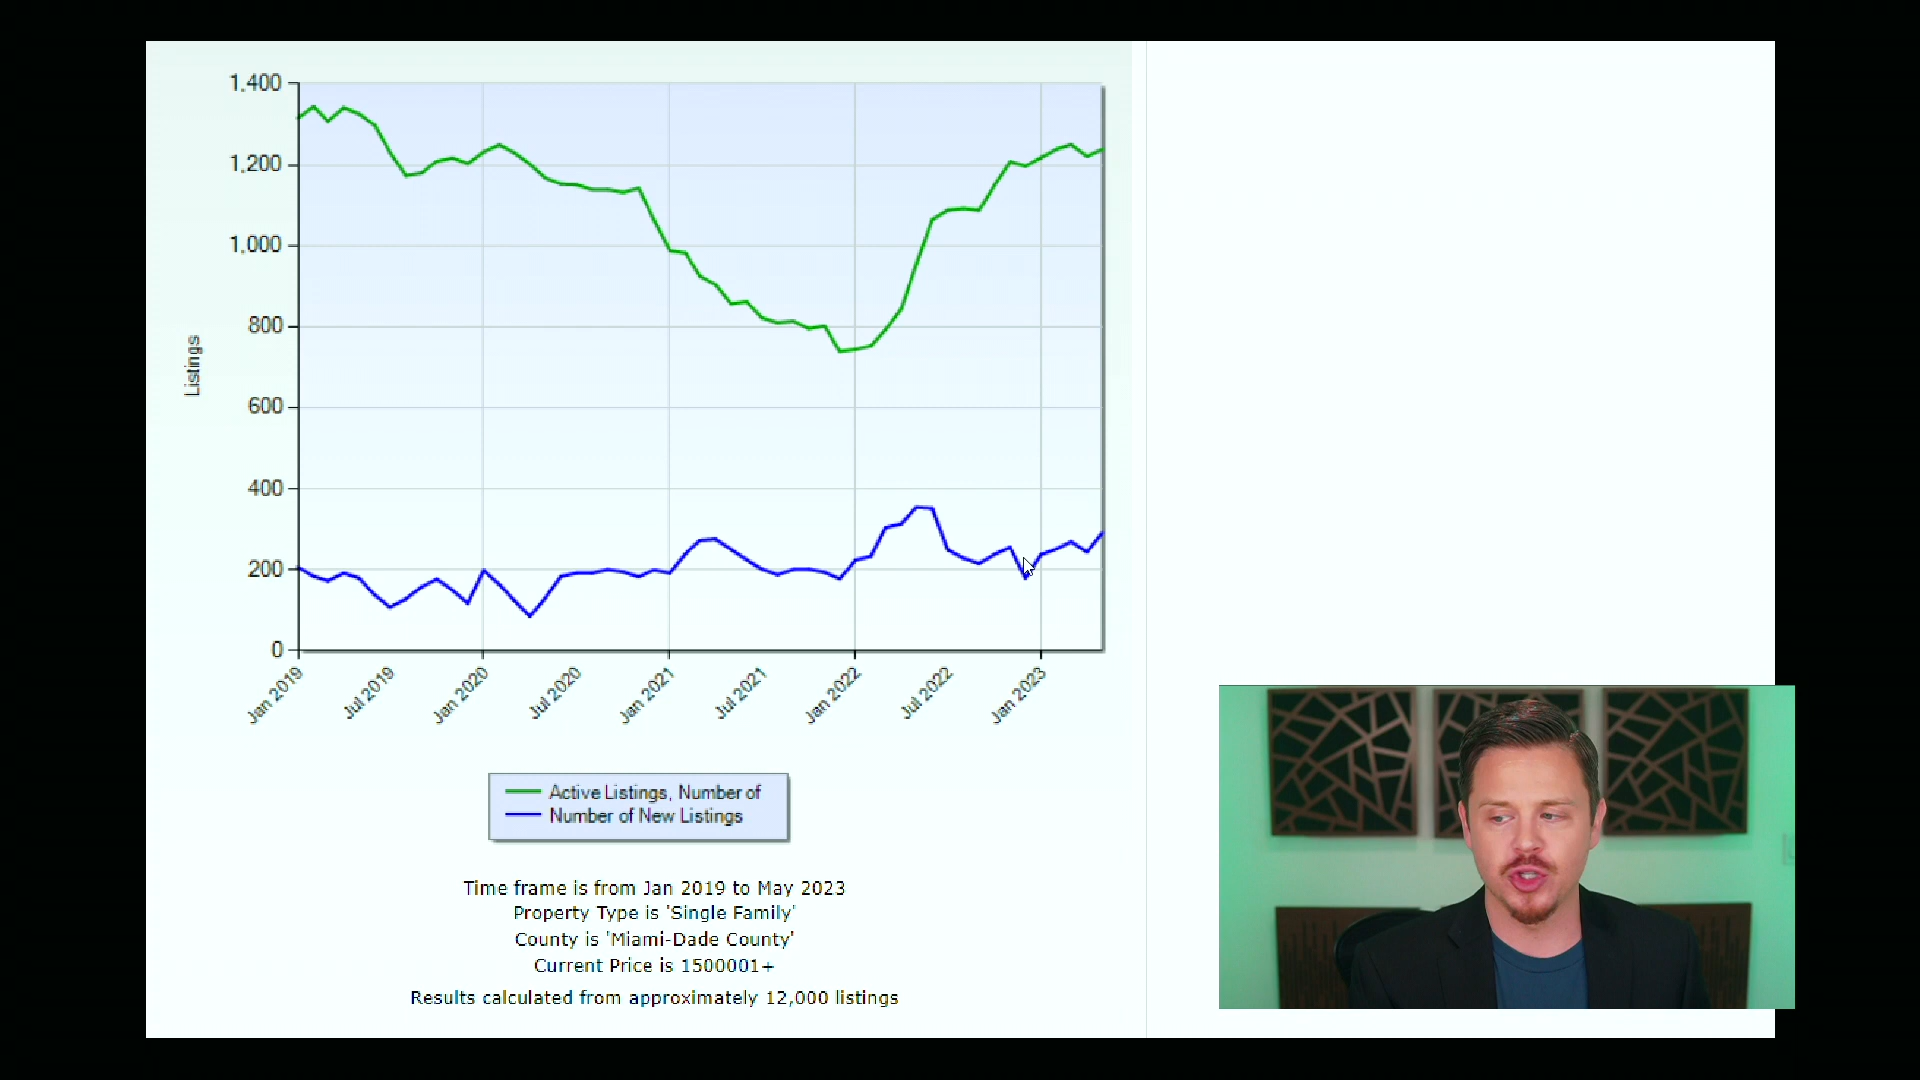 1,400
1,200
1,000
800
600
400
200
0
Listings
Jan 2019
Jul 2019
Jan 2020
Jul 2020
Jan 2021
Jul 2021
Jan 2022
Jul 2022
Jan 2023
Active Listings, Number of
Number of New Listings
Time frame is from Jan 2019 to May 2023
Property Type is 'Single Family'
County is 'Miami-Dade County'
Current Price is 1500001+
Results calculated from approximately 12,000 listings